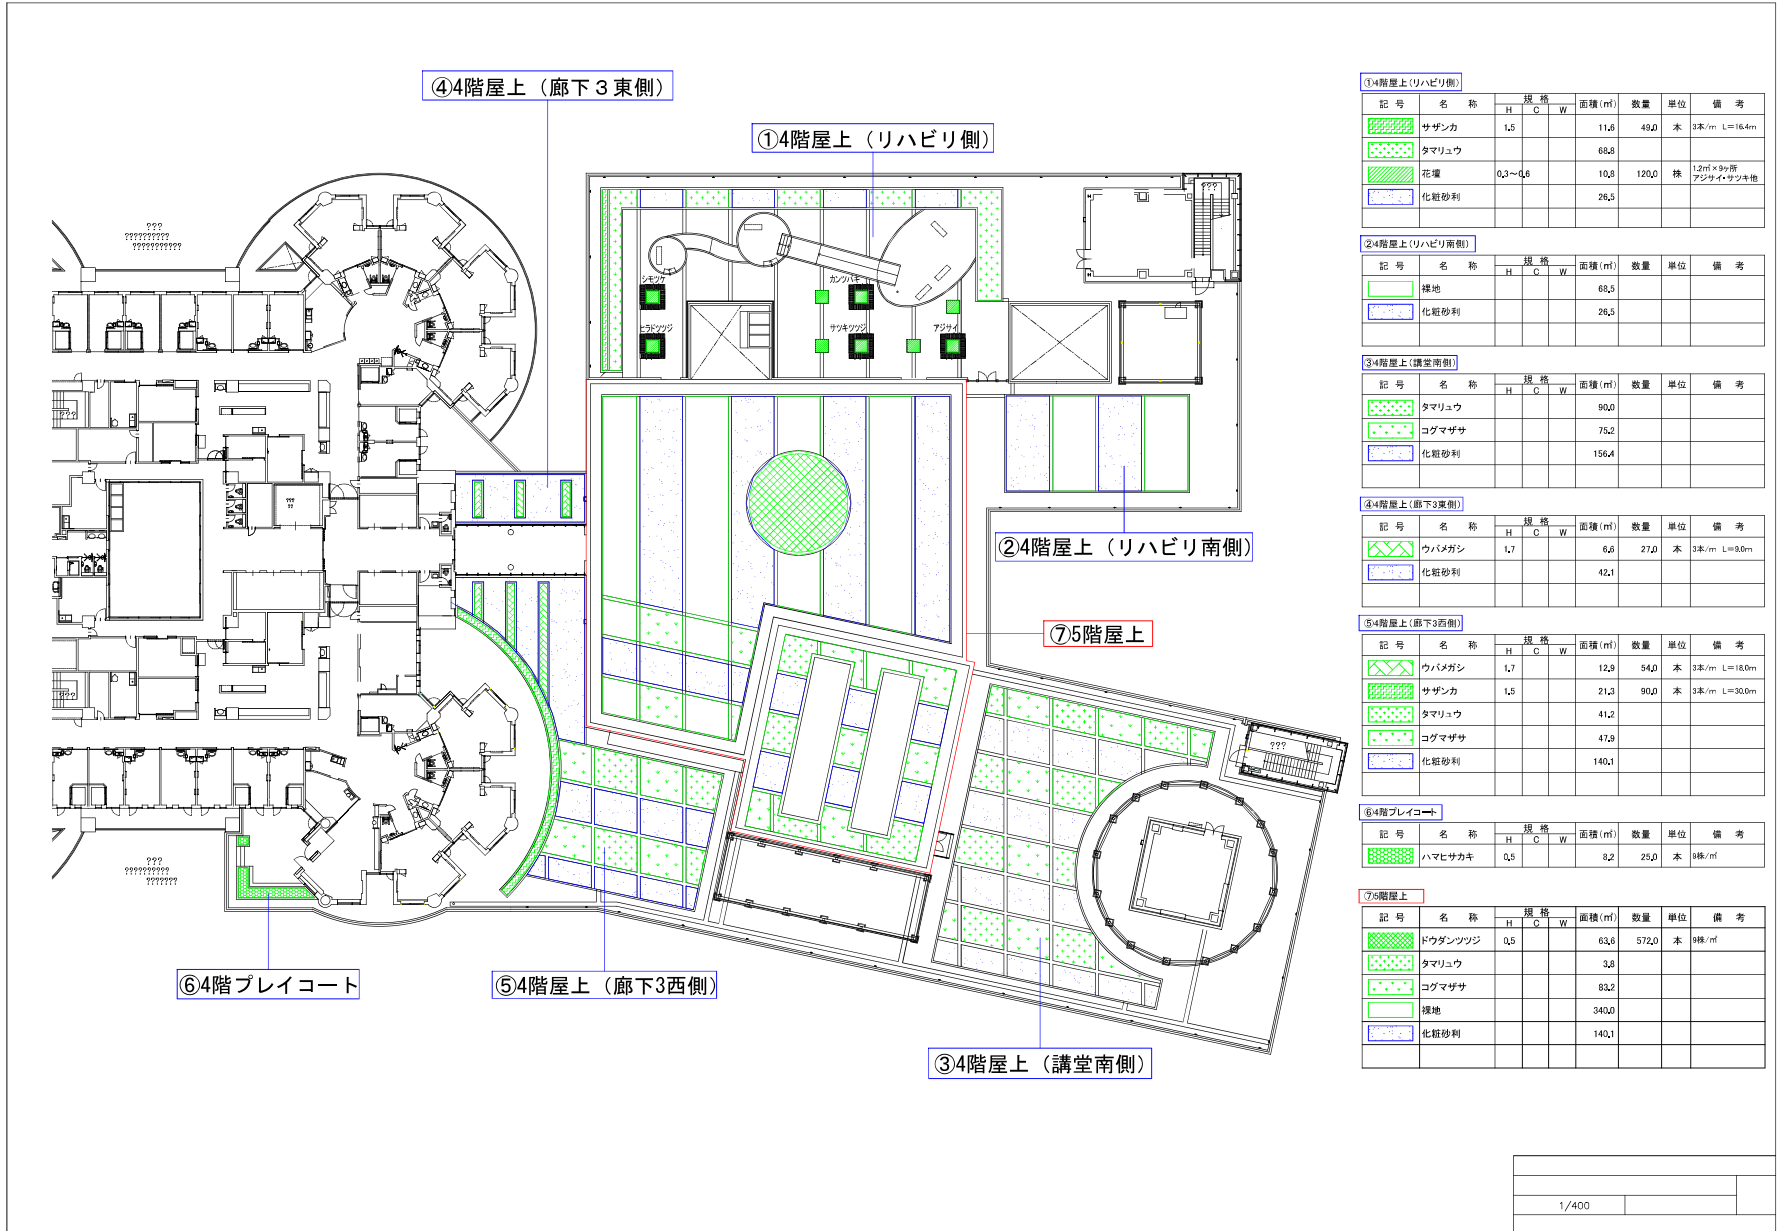 ④4階屋上（廊下３東側）
①4階屋上（リハビリ側）
シモツケ
カンツバキ
ヒラドツツジ
サツキツツジ
アジサイ
②4階屋上（リハビリ南側）
⑦5階屋上
⑥4階プレイコート
⑤4階屋上（廊下3西側）
③4階屋上（講堂南側）
???
??????????
???????????
???
???
??
???
???
??????????
???????
???
???
①4階屋上(リハビリ側)
記 号 名 称 規 格 面積(㎡) 数量 単位 備 考
H C W
サザンカ 1.5 11.6 49.0 本 3本/m L=16.4m
タマリュウ 68.8
花壇 0.3～0.6 10.8 120.0 株 1.2㎡×9ヶ所
アジサイ・サツキ他
化粧砂利 26.5
②4階屋上(リハビリ南側)
記 号 名 称 規 格 面積(㎡) 数量 単位 備 考
H C W
裸地 68.5
化粧砂利 26.5
③4階屋上(講堂南側)
記 号 名 称 規 格 面積(㎡) 数量 単位 備 考
H C W
タマリュウ 90.0
コグマザサ 75.2
化粧砂利 156.4
④4階屋上(廊下3東側)
記 号 名 称 規 格 面積(㎡) 数量 単位 備 考
H C W
ウバメガシ 1.7 6.6 27.0 本 3本/m L=9.0m
化粧砂利 42.1
⑤4階屋上(廊下3西側)
記 号 名 称 規 格 面積(㎡) 数量 単位 備 考
H C W
ウバメガシ 1.7 12.9 54.0 本 3本/m L=18.0m
サザンカ 1.5 21.3 90.0 本 3本/m L=30.0m
タマリュウ 41.2
コグマザサ 47.9
化粧砂利 140.1
⑥4階プレイコート
記 号 名 称 規 格 面積(㎡) 数量 単位 備 考
H C W
ハマヒサカキ 0.5 8.2 25.0 本 9株/㎡
⑦5階屋上
記 号 名 称 規 格 面積(㎡) 数量 単位 備 考
H C W
ドウダンツツジ 0.5 63.6 572.0 本 9株/㎡
タマリュウ 3.8
コグマザサ 83.2
裸地 340.0
化粧砂利 140.1
1/400